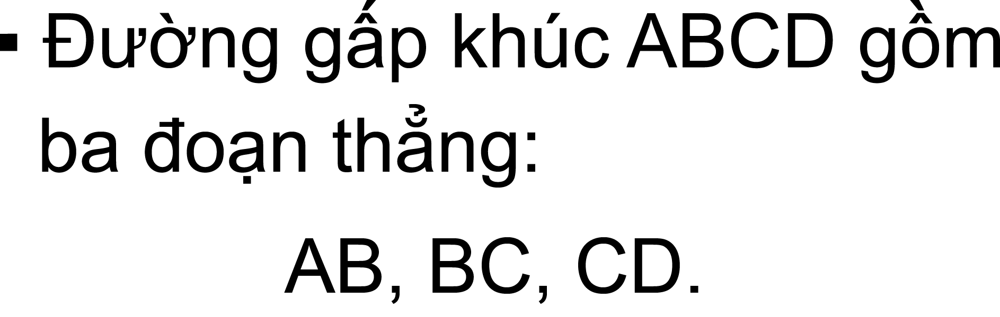 ▪ Đường gấp khúc ABCD gồm
ba đoạn thẳng:
AB, BC, CD.